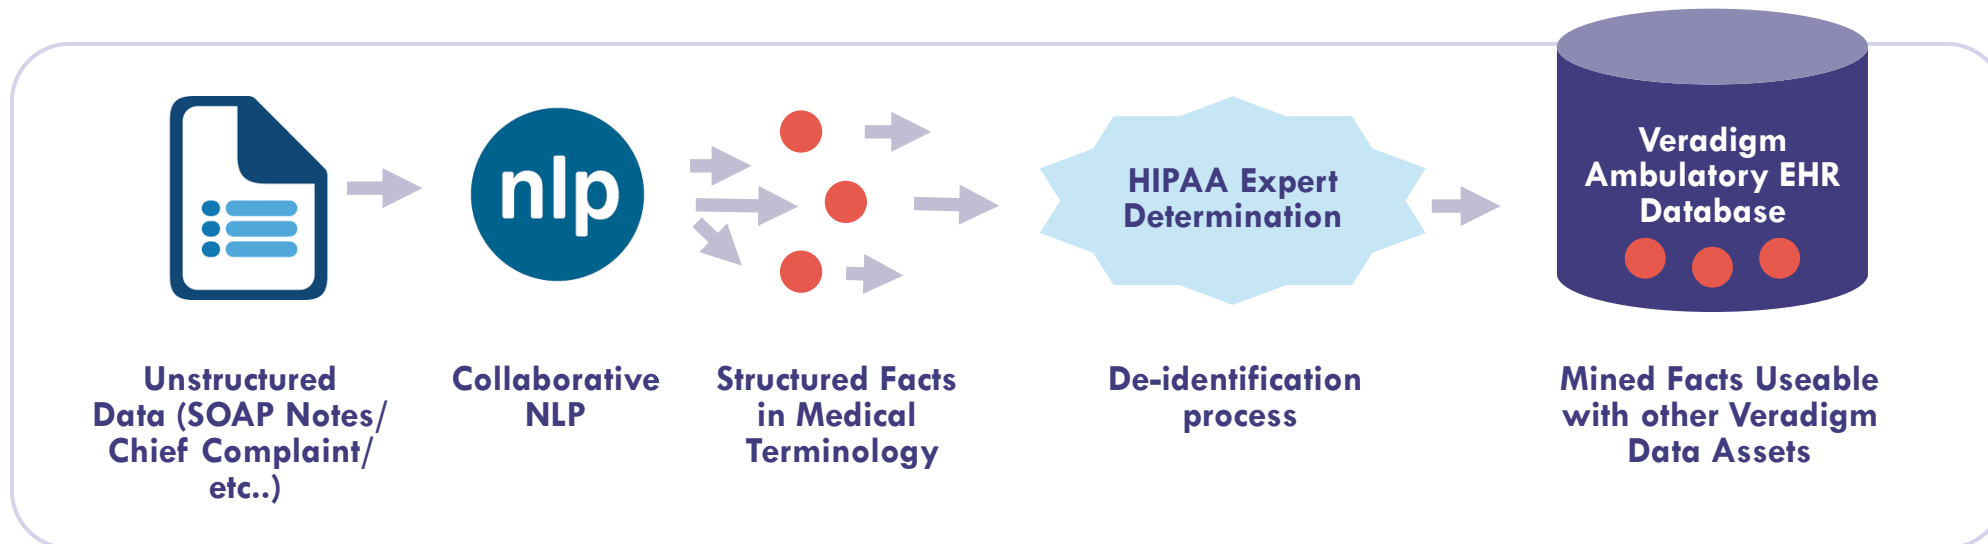 nlp
HIPAA Expert
Determination
Veradigm
Ambulatory EHR
Database
Unstructured
Data (SOAP Notes/
Chief Complaint/
etc..)
Collaborative
NLP
Structured Facts
in Medical
Terminology
De-identification
process
Mined Facts Useable
with other Veradigm
Data Assets